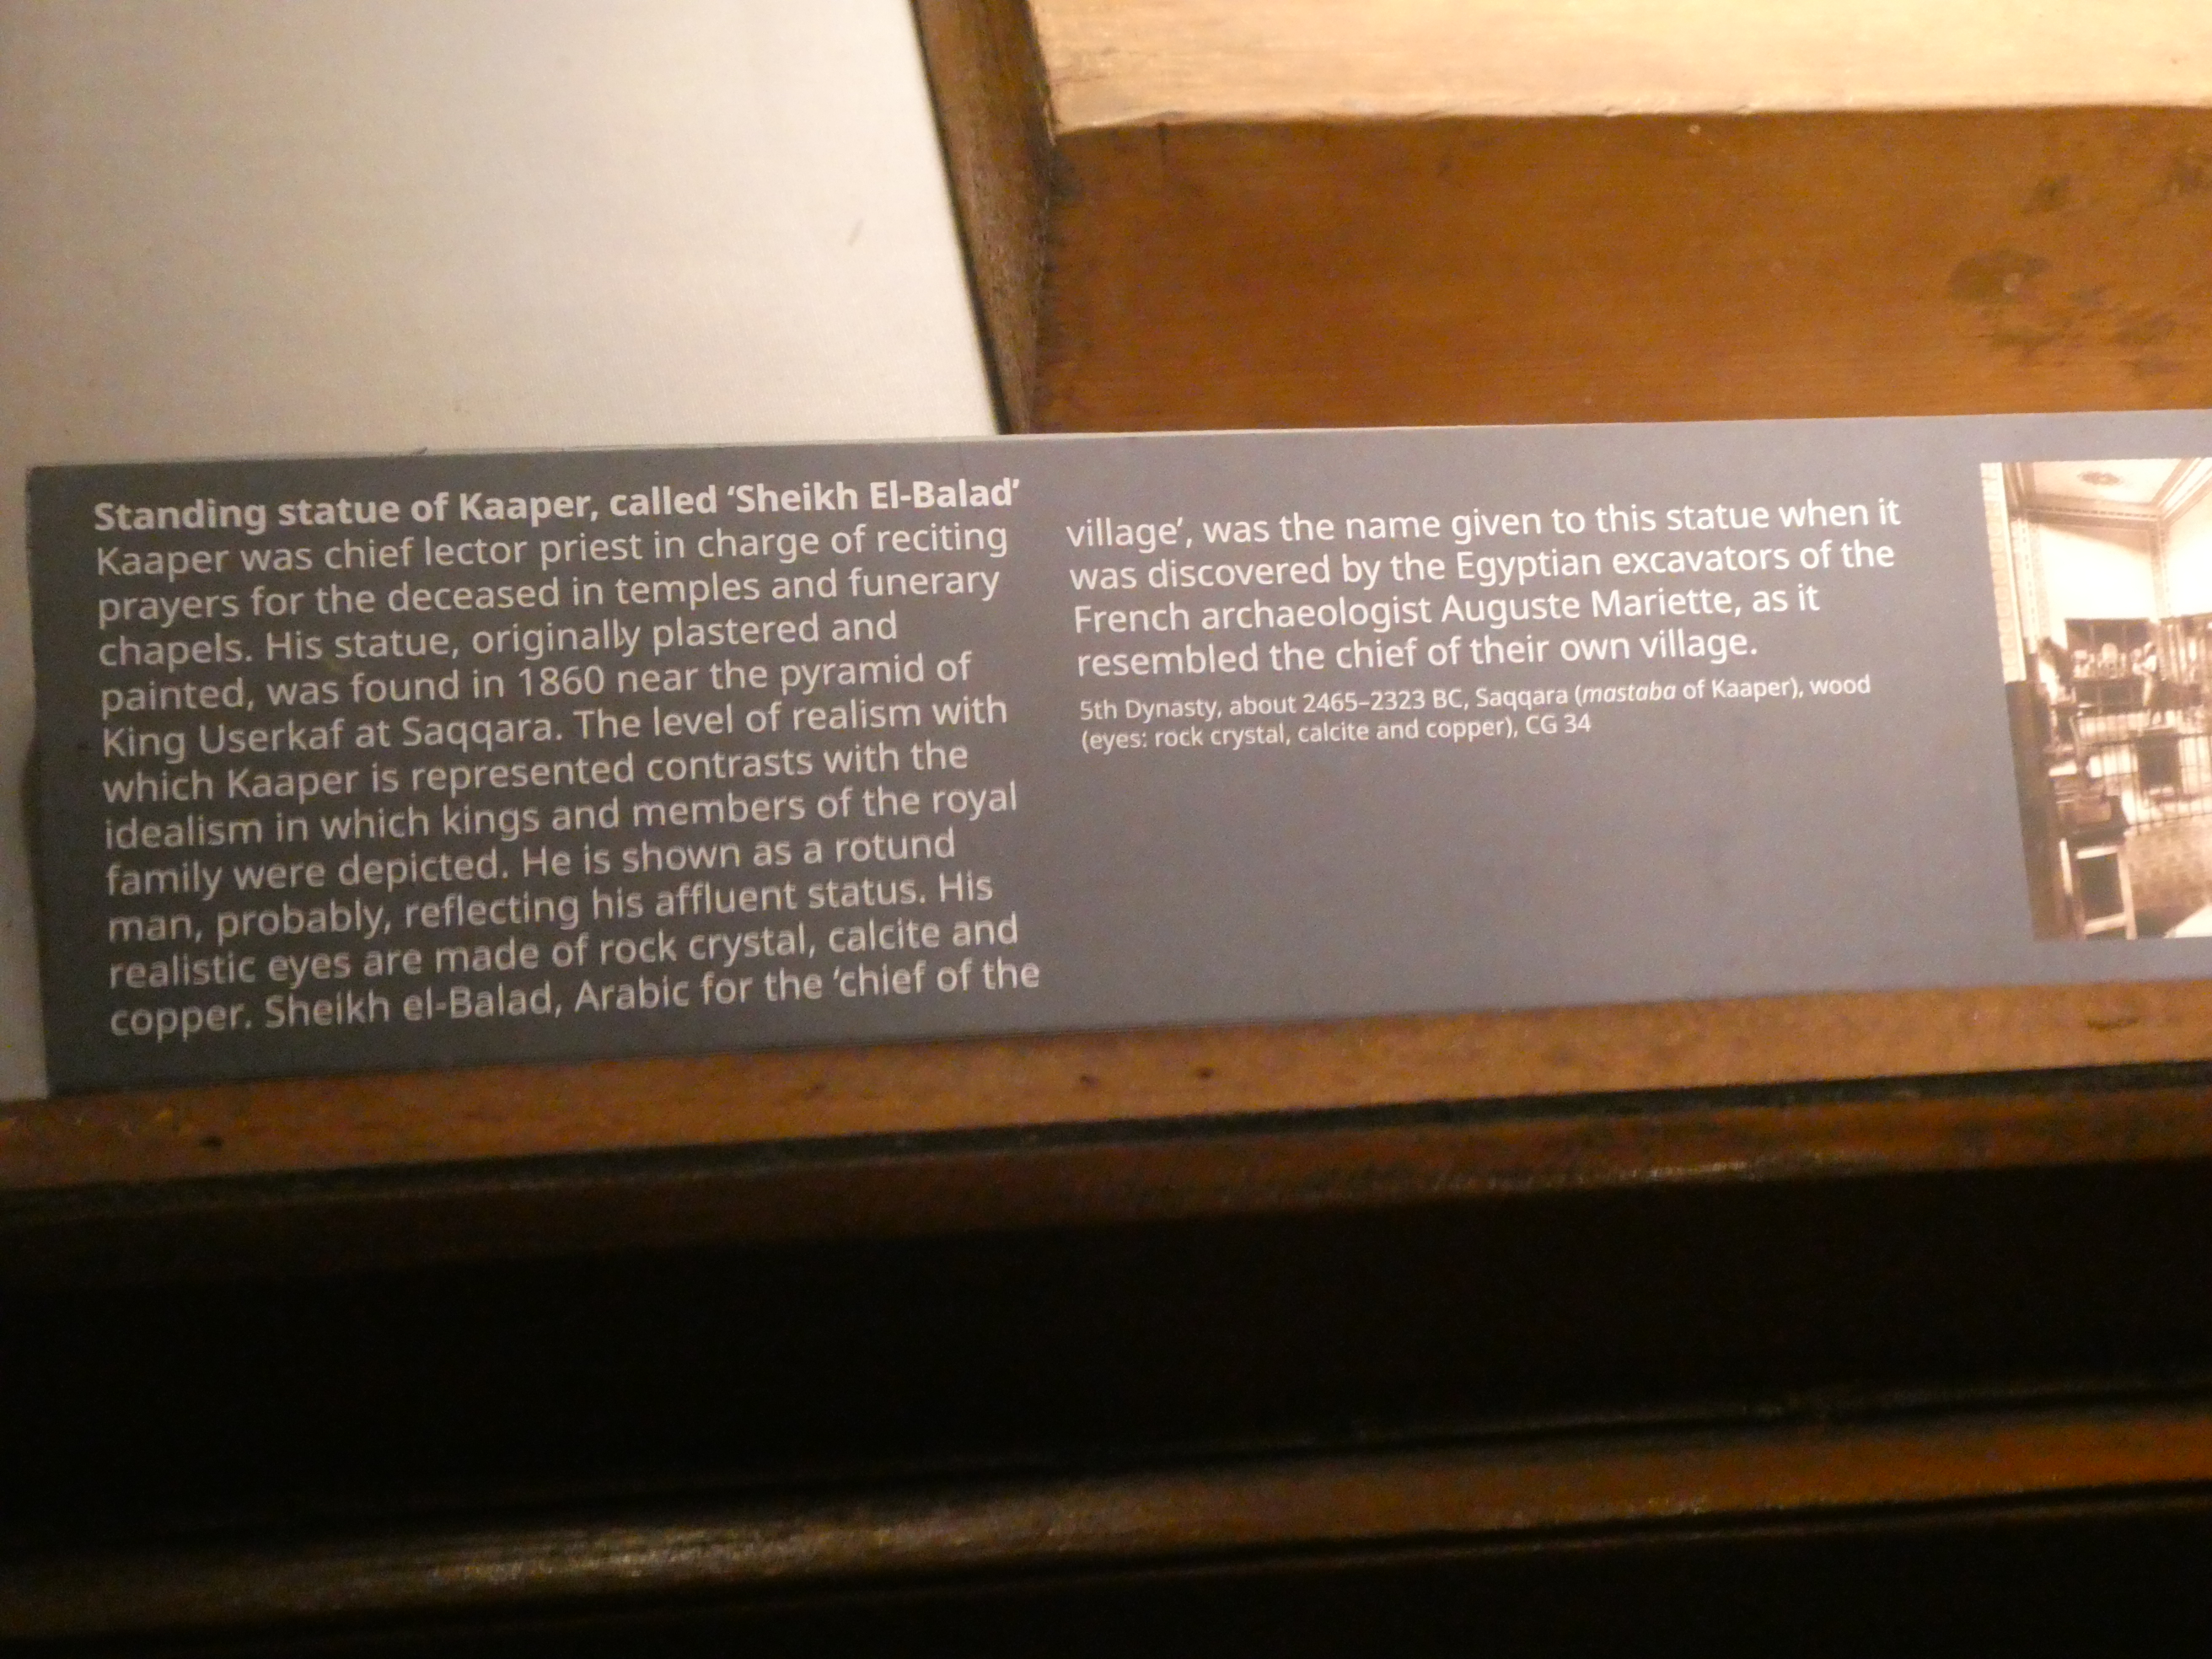 Standing statue of Kaaper, called ‘Sheikh El-Balad’
Kaaper was chief lector priest in charge of reciting
prayers for the deceased in temples and funerary
chapels. His statue, originally plastered and
painted, was found in 1860 near the pyramid of
King Userkaf at Saqqara. The level of realism with
which Kaaper is represented contrasts with the
idealism in which kings and members of the royal
family were depicted. He is shown as a rotund
man, probably, reflecting his affluent status. His
realistic eyes are made of rock crystal, calcite and
copper. Sheikh el-Balad, Arabic for the ‘chief of the
village’, was the name given to this statue when it
was discovered by the Egyptian excavators of the
French archaeologist Auguste Mariette, as it
resembled the chief of their own village.
5th Dynasty, about 2465–2323 BC, Saqqara (mastaba of Kaaper), wood
(eyes: rock crystal, calcite and copper), CG 34